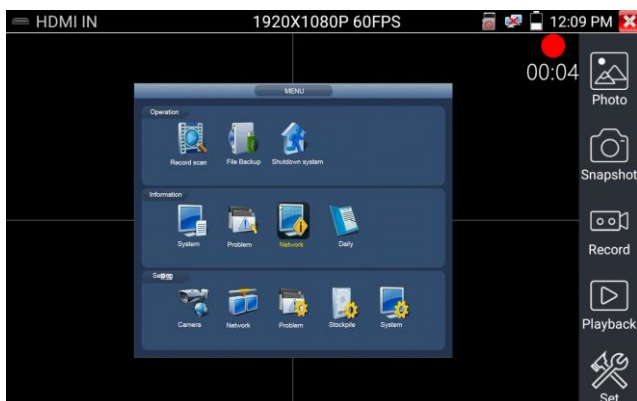 HDMI IN 1920X1080P 60FPS 12:09 PM
00:04
Photo
Snapshot
Record
Playback
Set
MENU
Operation
Record scan File Backup Shutdown system
Information
System Problem Network Daily
Setting
Camera Network Problem Stockpile System